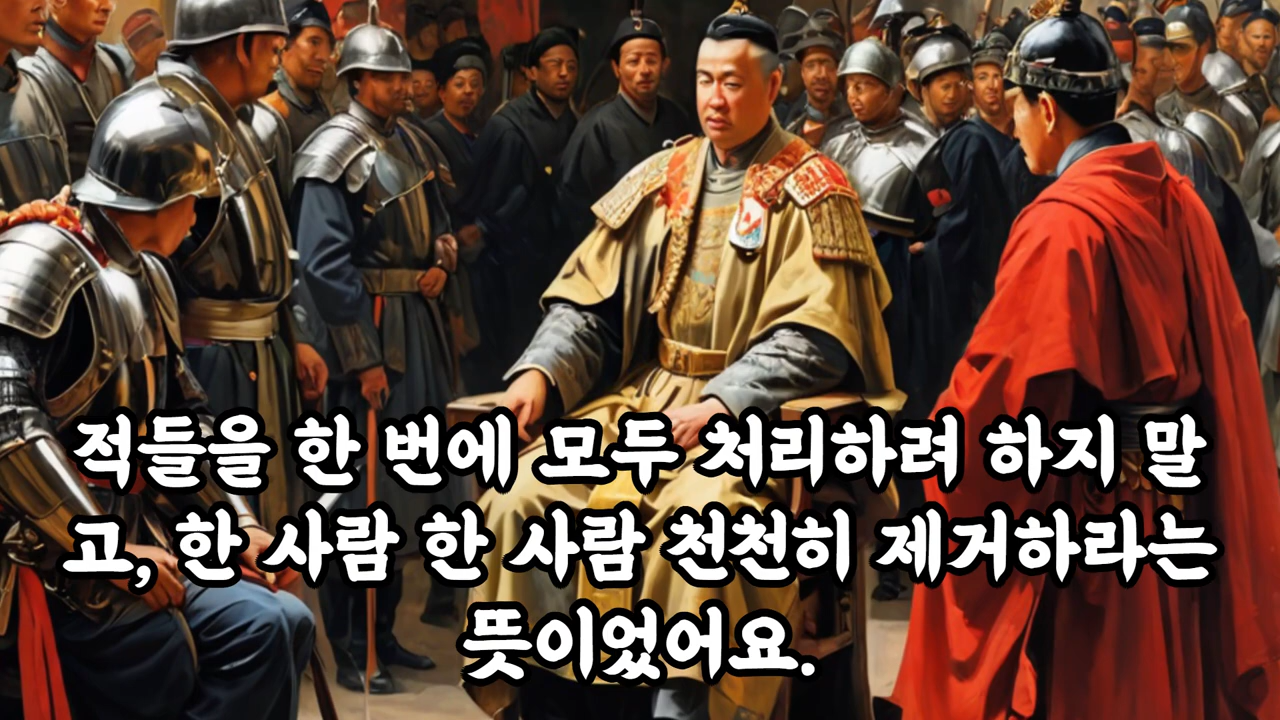 적들을 한 번에 모두 처리하려 하지 말
고, 한 사람 한 사람 천천히 제거하라는
뜻이었어요.